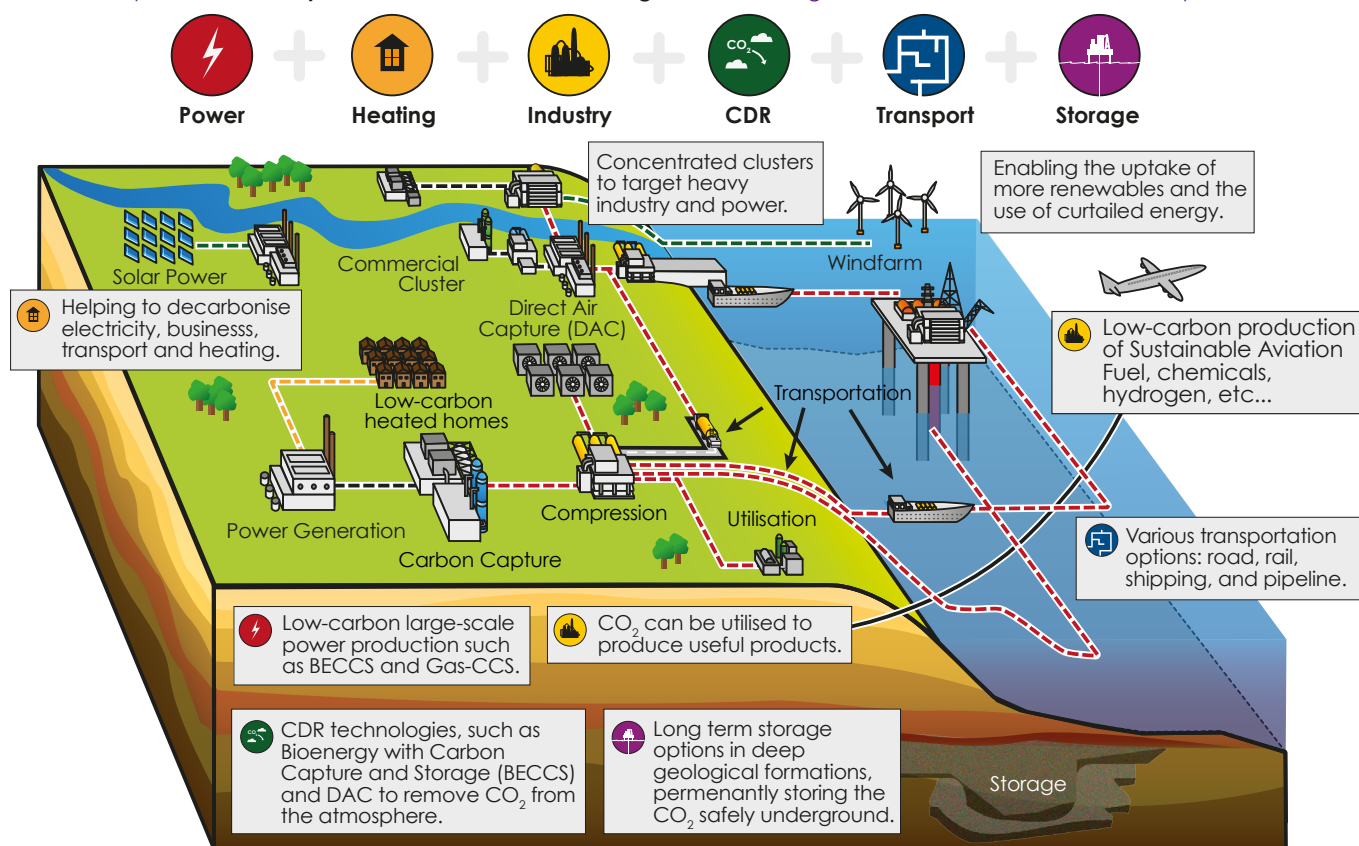 Power
Heating
Industry
CO₂
CDR
Transport
Storage
Concentrated clusters
to target heavy
industry and power.
Enabling the uptake of
more renewables and the
use of curtailed energy.
Solar Power
Commercial
Cluster
Windfarm
Helping to decarbonise
electricity, businesss,
transport and heating.
Direct Air
Capture (DAC)
Low-carbon production
of Sustainable Aviation
Fuel, chemicals,
hydrogen, etc...
Low-carbon
heated homes
Transportation
Power Generation
Carbon Capture
Compression
Utilisation
Various transportation
options: road, rail,
shipping, and pipeline.
Low-carbon large-scale
power production such
as BECCS and Gas-CCS.
CO₂ can be utilised to
produce useful products.
CO₂
CDR technologies, such as
Bioenergy with Carbon
Capture and Storage (BECCS)
and DAC to remove CO₂ from
the atmosphere.
Long term storage
options in deep
geological formations,
permenantly storing the
CO₂ safely underground.
Storage